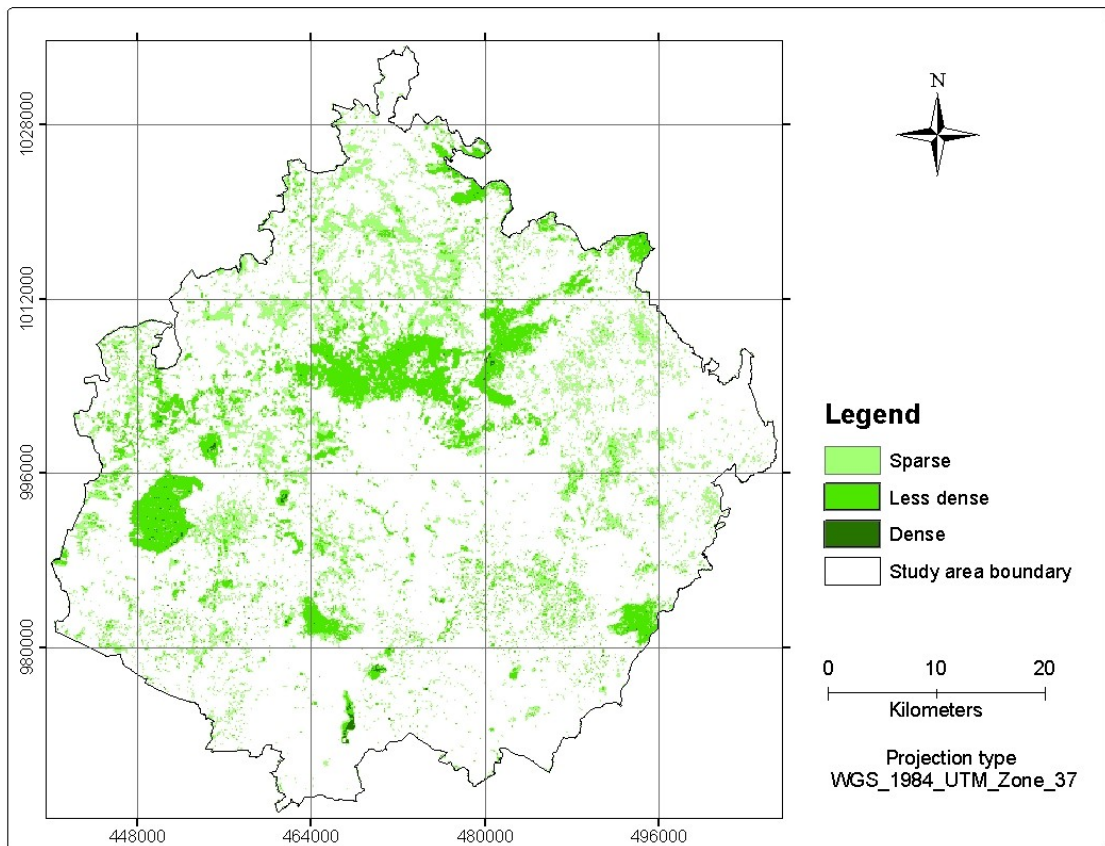 N
1028000
1012000
996000
980000
448000
464000
480000
496000
Legend
Sparse
Less dense
Dense
Study area boundary
0 10 20
Kilometers
Projection type
WGS_1984_UTM_Zone_37